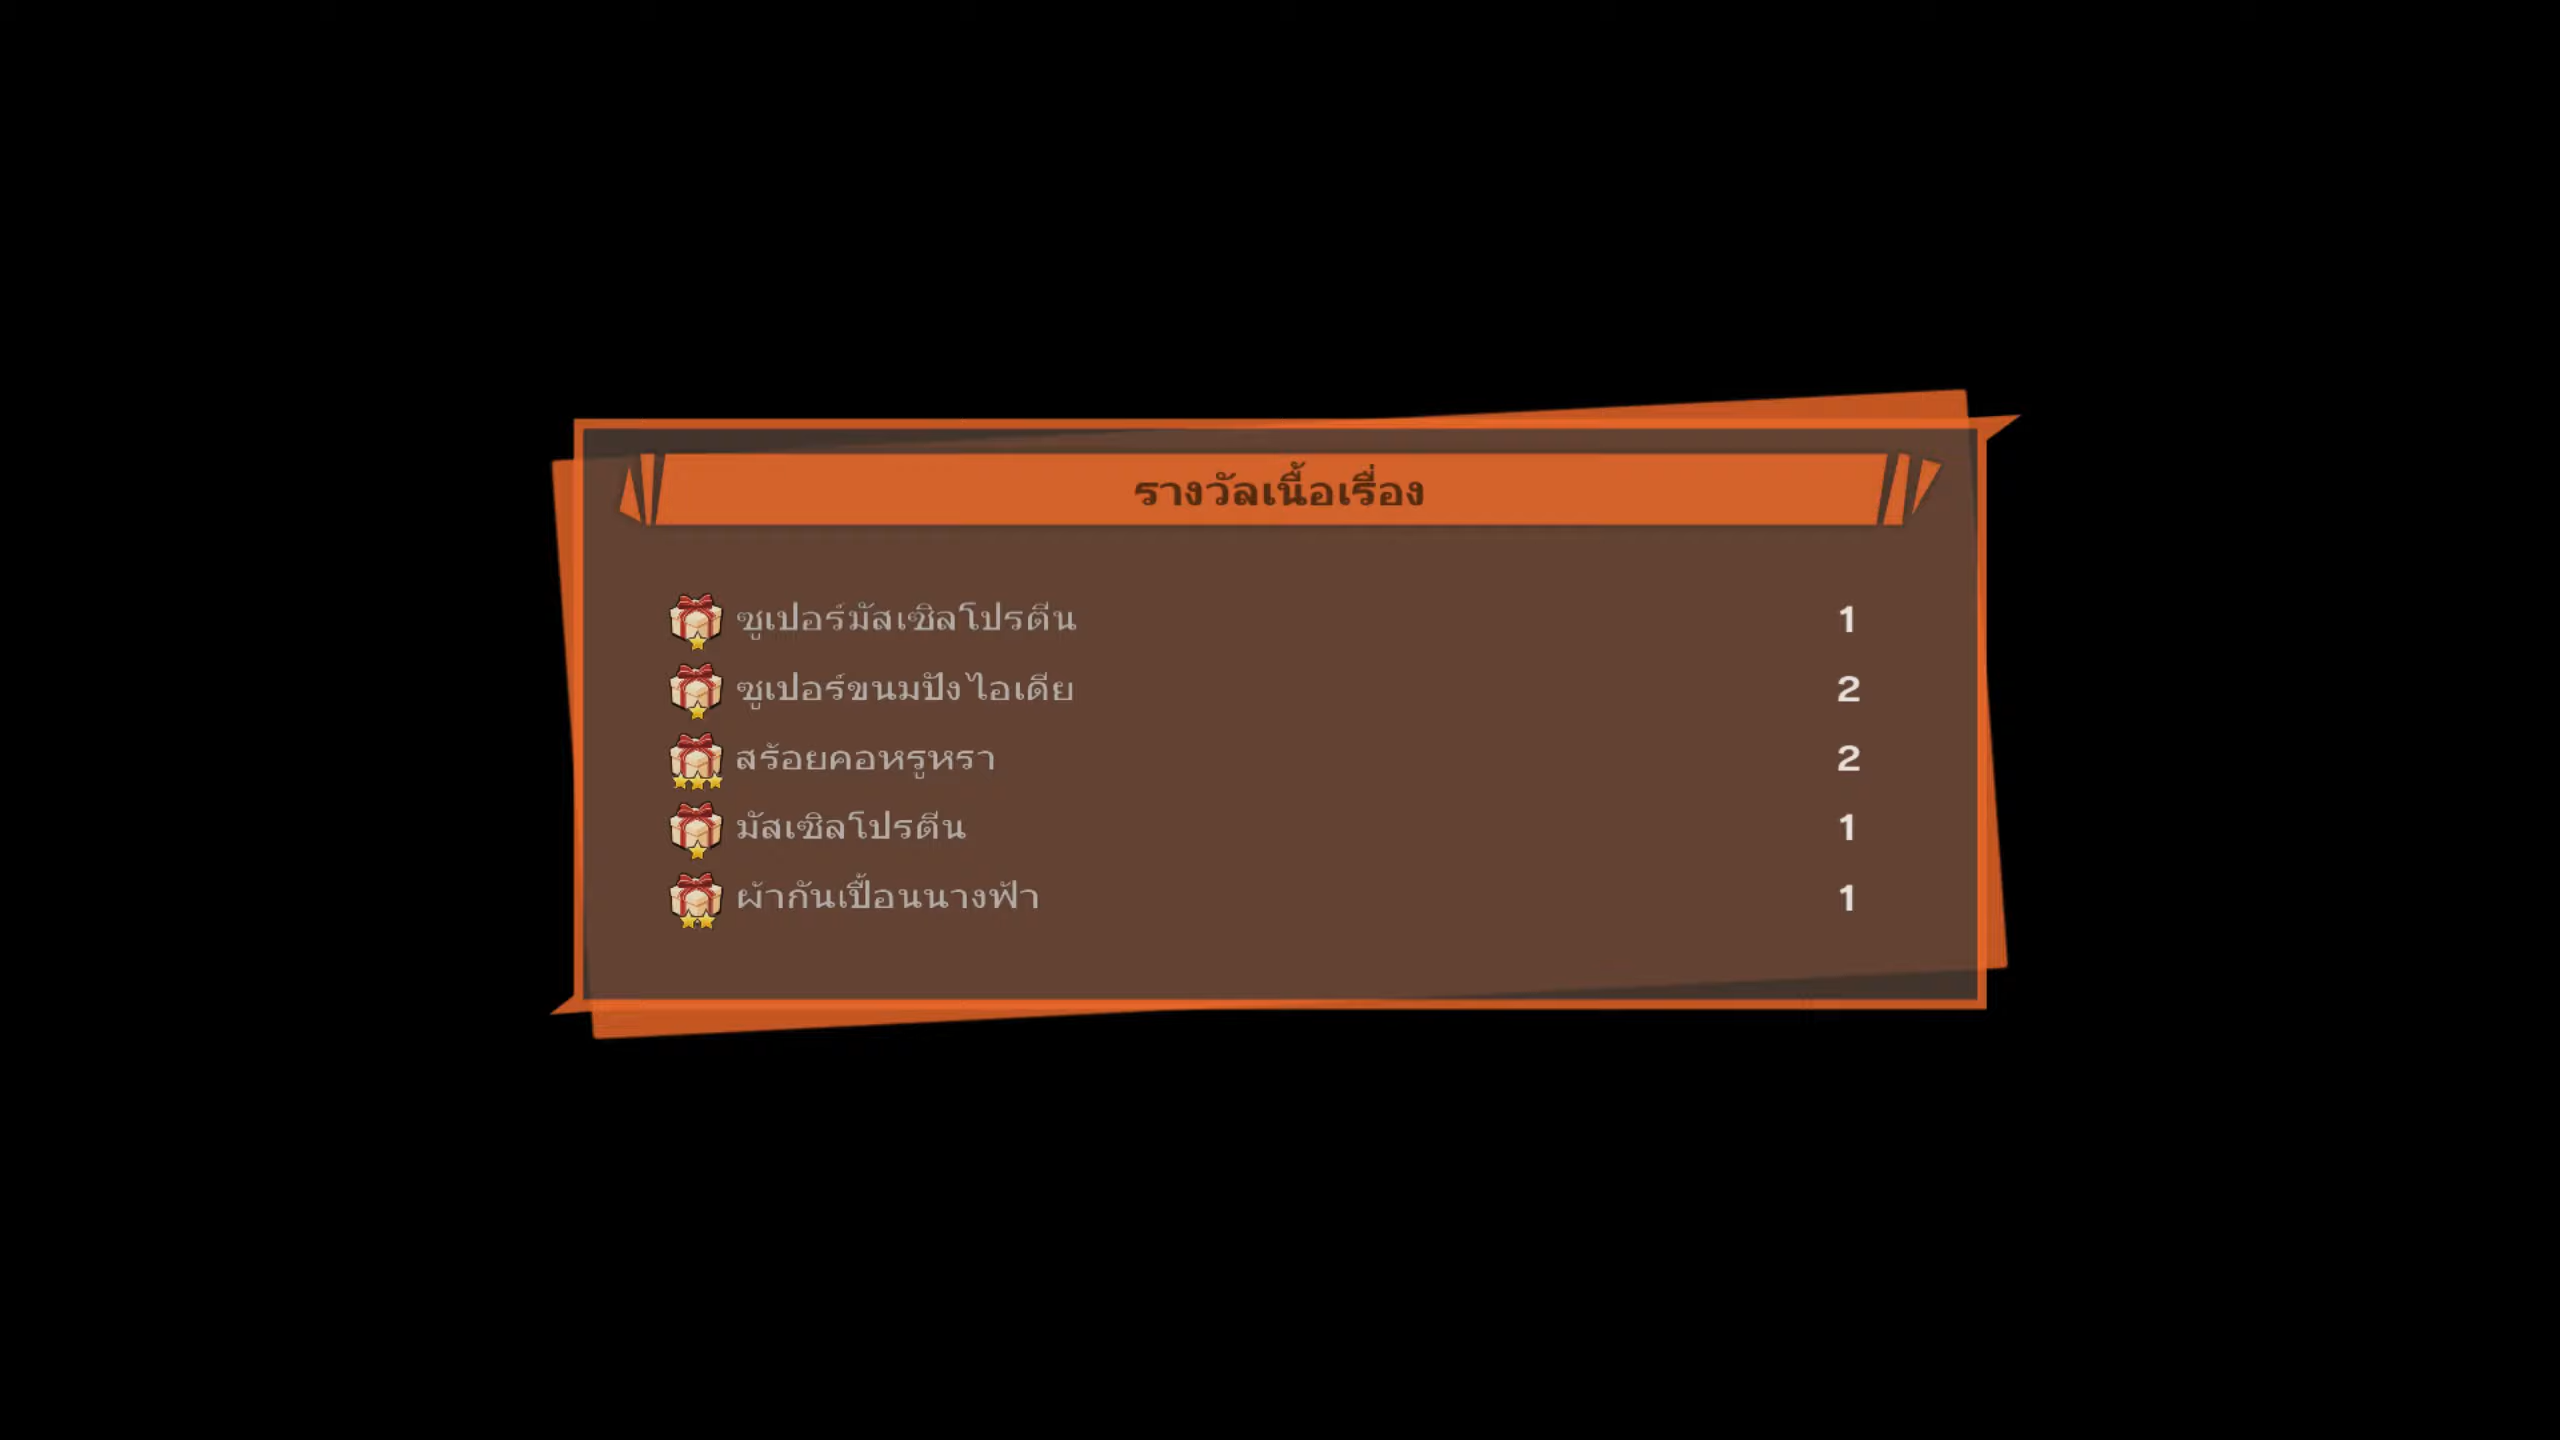 รางวัลเนื้อเรื่อง
ซูเปอร์มัสเซิลโปรตีน 1
ซูเปอร์ขนมปังไอเดีย 2
สร้อยคอหรูหรา 2
มัสเซิลโปรตีน 1
ผ้ากันเปื้อนนางฟ้า 1